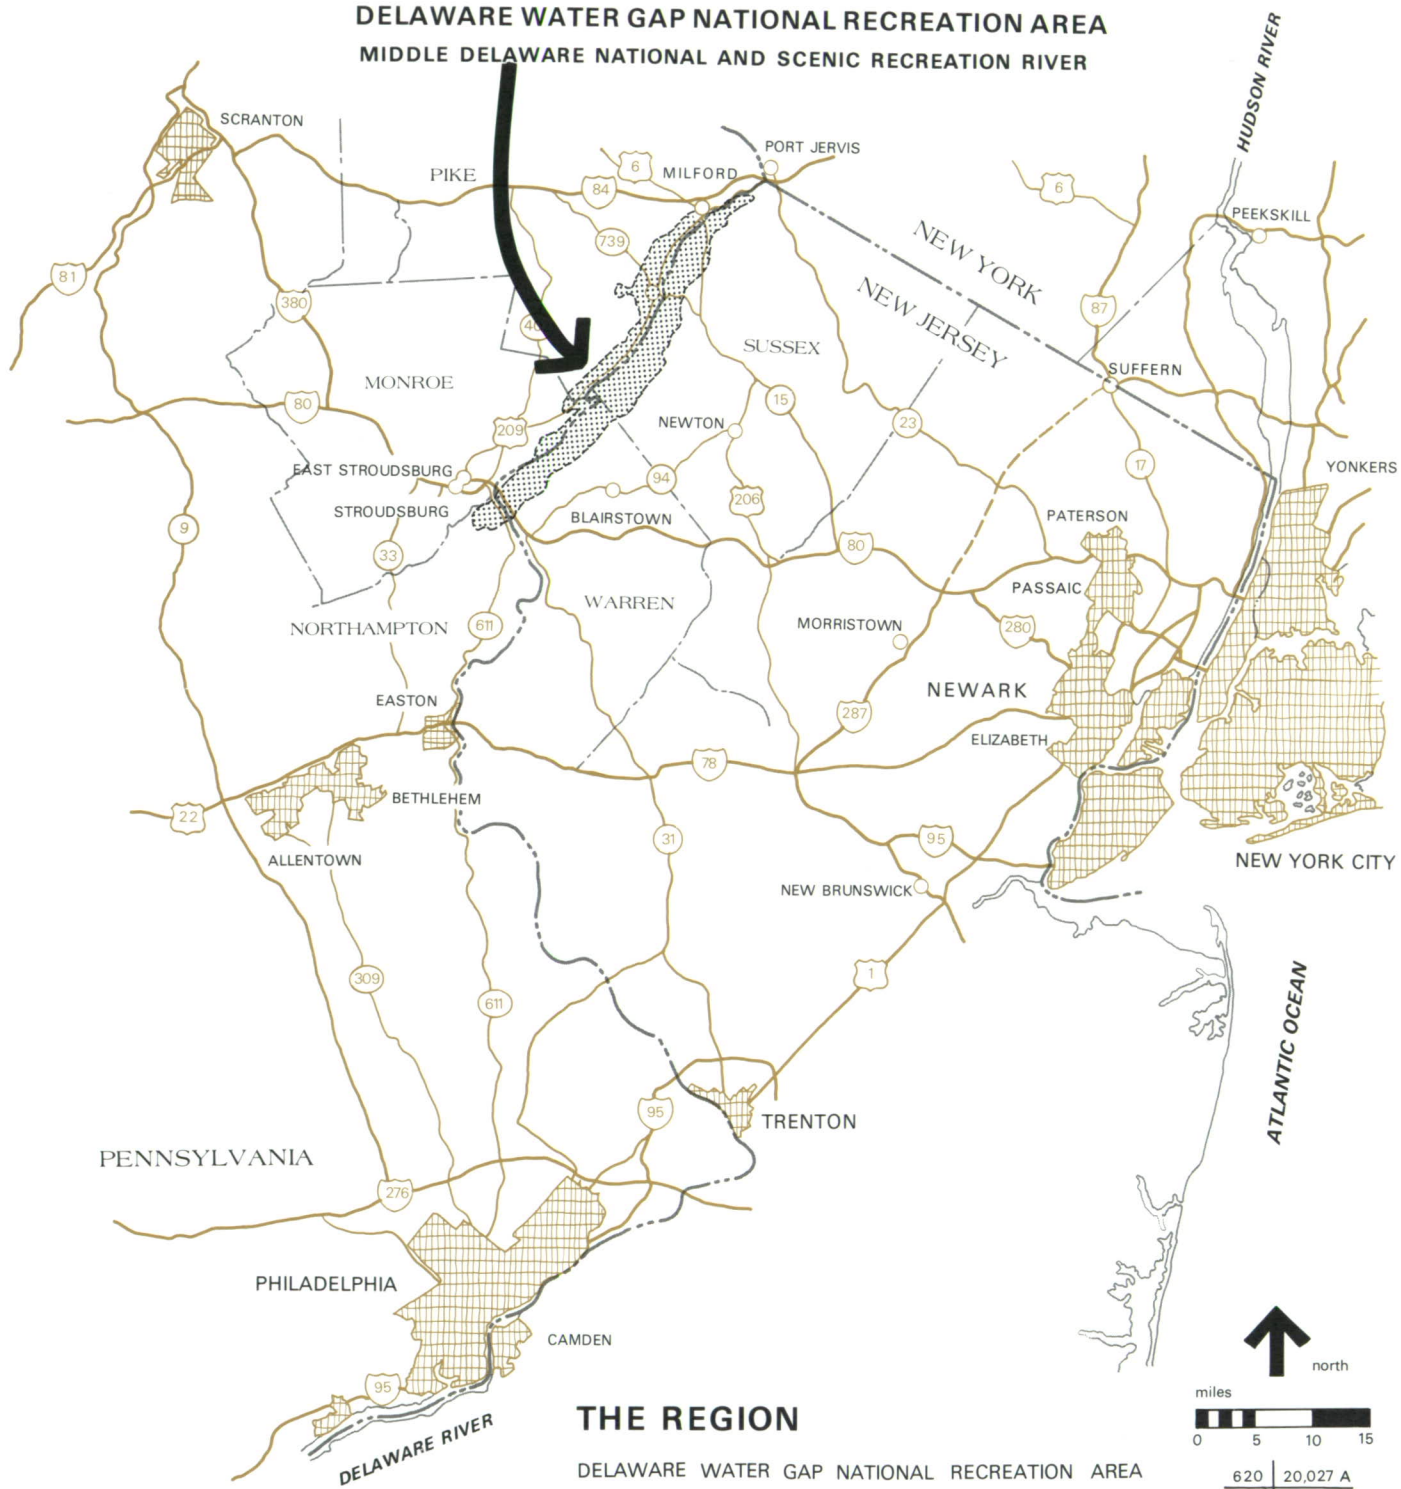 DELAWARE WATER GAP NATIONAL RECREATION AREA
MIDDLE DELAWARE NATIONAL AND SCENIC RECREATION RIVER
HUDSON RIVER
SCRANTON
PORT JERVIS
PIKE
6
MILFORD
84
6
PEEKSKILL
739
NEW YORK
81
380
87
NEW JERSEY
40
SUSSEX
SUFFERN
MONROE
80
15
209
NEWTON
23
EAST STROUDSBURG
94
17
YONKERS
206
STROUDSBURG
BLAIRSTOWN
PATERSON
9
33
80
PASSAIC
WARREN
NORTHAMPTON
611
MORRISTOWN
280
EASTON
NEWARK
287
ELIZABETH
78
BETHLEHEM
22
31
95
ALLENTOWN
NEW YORK CITY
NEW BRUNSWICK
309
611
1
ATLANTIC OCEAN
95
TRENTON
PENNSYLVANIA
276
PHILADELPHIA
CAMDEN
north
95
miles
THE REGION
0 5 10 15
DELAWARE RIVER
DELAWARE WATER GAP NATIONAL RECREATION AREA
620 20,027 A